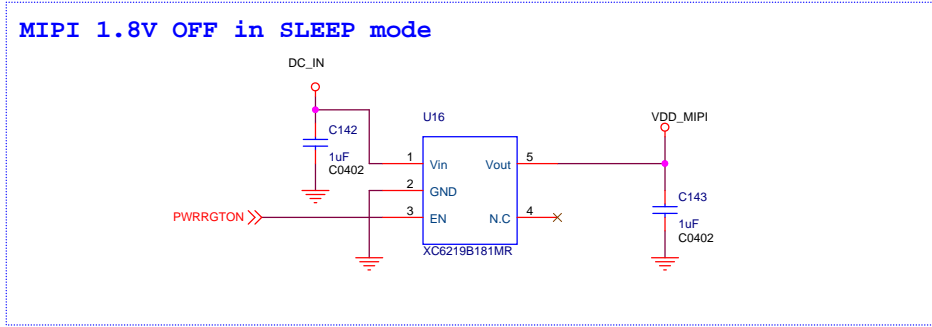 MIPI 1.8V OFF in SLEEP mode
DC_IN
U16
VDD_MIPI
C142
1uF
C0402
1
Vin
Vout
5
2
GND
C143
1uF
C0402
PWRRGTON
3
EN
N.C
4
XC6219B181MR